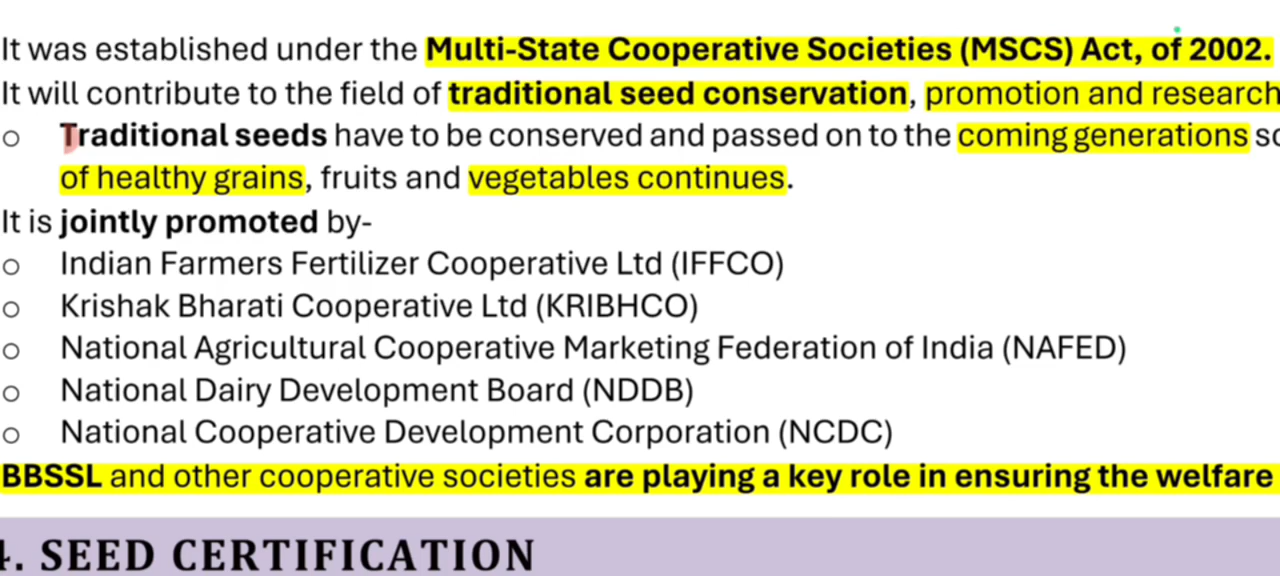 It was established under the Multi-State Cooperative Societies (MSCS) Act, of 2002.
It will contribute to the field of traditional seed conservation, promotion and research
○ Traditional seeds have to be conserved and passed on to the coming generations so
of healthy grains, fruits and vegetables continues.
It is jointly promoted by-
○ Indian Farmers Fertilizer Cooperative Ltd (IFFCO)
○ Krishak Bharati Cooperative Ltd (KRIBHCO)
○ National Agricultural Cooperative Marketing Federation of India (NAFED)
○ National Dairy Development Board (NDDB)
○ National Cooperative Development Corporation (NCDC)
BBSSL and other cooperative societies are playing a key role in ensuring the welfare
4. SEED CERTIFICATION